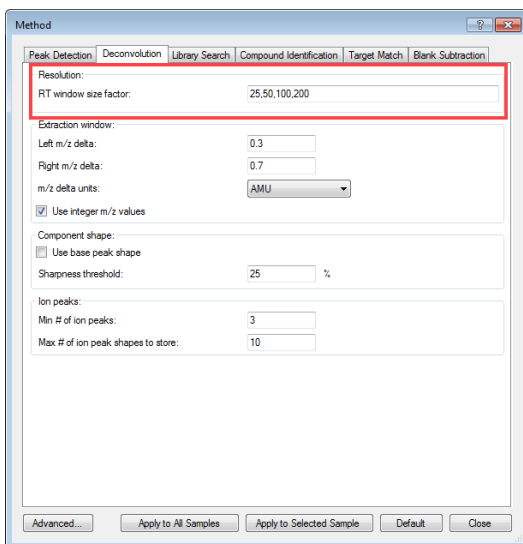 Method
Peak Detection Deconvolution Library Search Compound Identification Target Match Blank Subtraction
Resolution:
RT window size factor: 25,50,100,200
Extraction window:
Left m/z delta: 0.3
Right m/z delta: 0.7
m/z delta units: AMU
Use integer m/z values
Component shape:
Use base peak shape
Sharpness threshold: 25 %
Ion peaks:
Min # of ion peaks: 3
Max # of ion peak shapes to store: 10
Advanced... Apply to All Samples Apply to Selected Sample Default Close